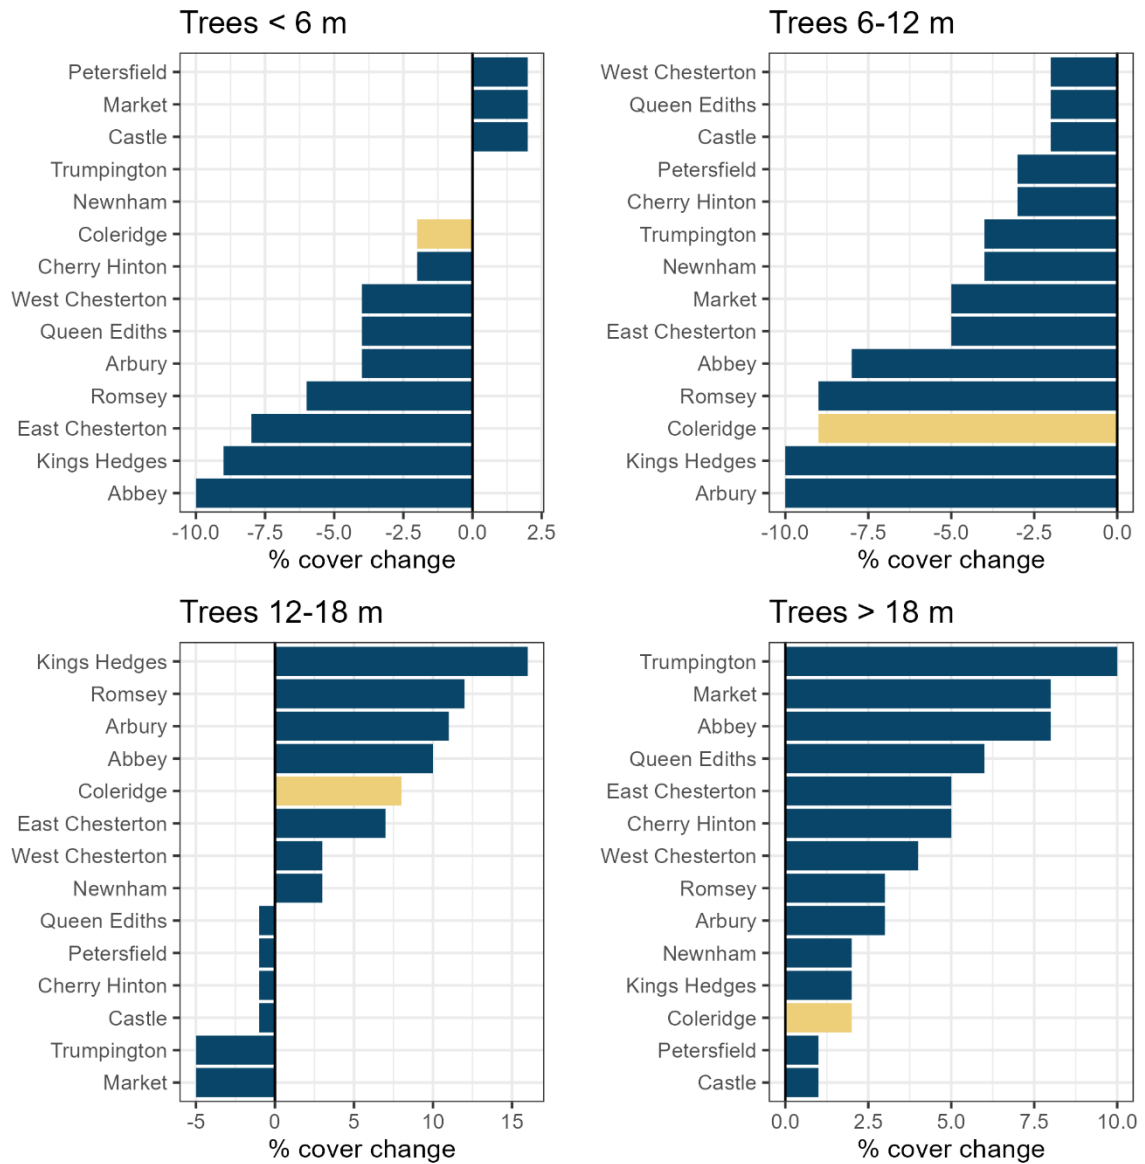 Trees < 6 m
Petersfield
Market
Castle
Trumpington
Newnham
Coleridge
Cherry Hinton
West Chesterton
Queen Ediths
Arbury
Romsey
East Chesterton
Kings Hedges
Abbey
-10.0 -7.5 -5.0 -2.5 0.0 2.5
% cover change
Trees 6-12 m
West Chesterton
Queen Ediths
Castle
Petersfield
Cherry Hinton
Trumpington
Newnham
Market
East Chesterton
Abbey
Romsey
Coleridge
Kings Hedges
Arbury
-10.0 -7.5 -5.0 -2.5 0.0
% cover change
Trees 12-18 m
Kings Hedges
Romsey
Arbury
Abbey
Coleridge
East Chesterton
West Chesterton
Newnham
Queen Ediths
Petersfield
Cherry Hinton
Castle
Trumpington
Market
-5 0 5 10 15
% cover change
Trees > 18 m
Trumpington
Market
Abbey
Queen Ediths
East Chesterton
Cherry Hinton
West Chesterton
Romsey
Arbury
Newnham
Kings Hedges
Coleridge
Petersfield
Castle
0.0 2.5 5.0 7.5 10.0
% cover change